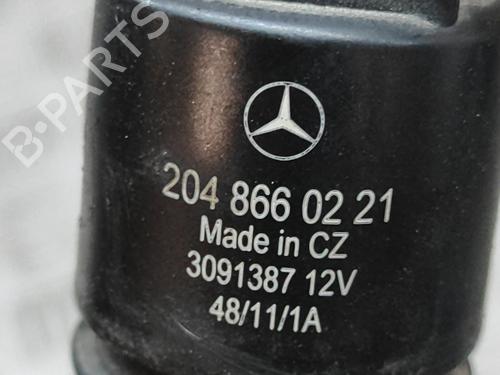 B-PARTS
204 866 02 21
Made in CZ
3091387 12V
48/11/1A